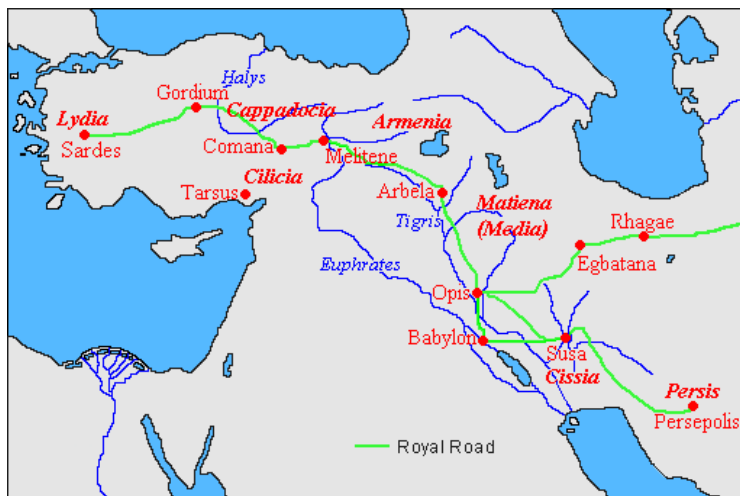 Halys
Gordium
Lydia
Cappadocia
Armenia
Sardes
Comana
Melitene
Cilicia
Tarsus
Arbela
Matiena
(Media)
Tigris
Rhagae
Euphrates
Egbatana
Opis
Babylon
Susa
Cissia
Persis
Persepolis
Royal Road